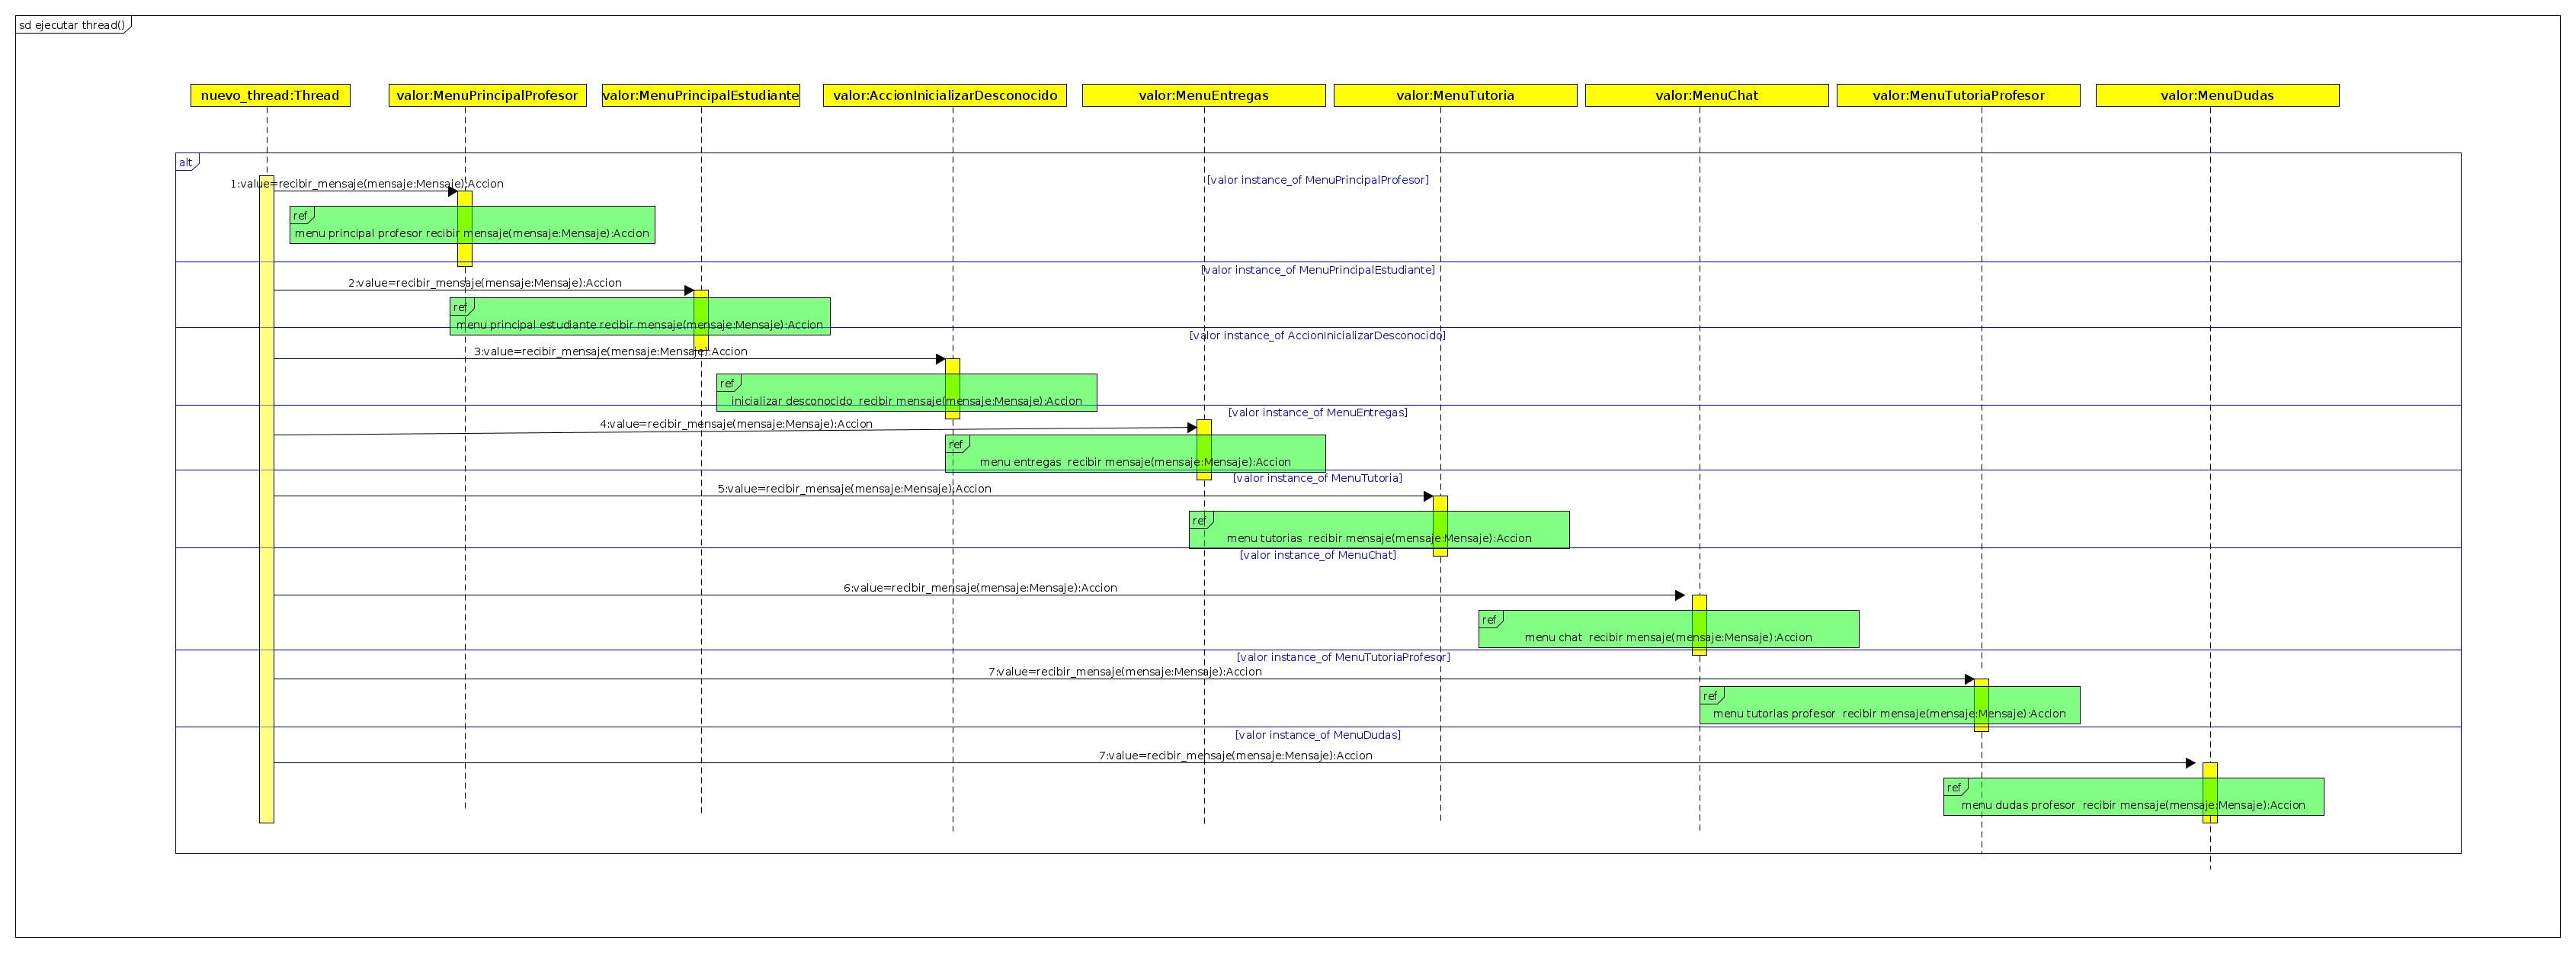 sd ejecutar thread()
nuevo_thread:Thread
valor:MenuPrincipalProfesor
valor:MenuPrincipalEstudiante
valor:AccionInicializarDesconocido
valor:MenuEntregas
valor:MenuTutoria
valor:MenuChat
valor:MenuTutoriaProfesor
valor:MenuDudas
alt
[valor instance_of MenuPrincipalProfesor]
1:value=recibir_mensaje(mensaje:Mensaje):Accion
ref
menu principal profesor recibir mensaje(mensaje:Mensaje):Accion
[valor instance_of MenuPrincipalEstudiante]
2:value=recibir_mensaje(mensaje:Mensaje):Accion
ref
menu principal estudiante recibir mensaje(mensaje:Mensaje):Accion
[valor instance_of AccionInicializarDesconocido]
3:value=recibir_mensaje(mensaje:Mensaje):Accion
ref
inicializar desconocido  recibir mensaje(mensaje:Mensaje):Accion
[valor instance_of MenuEntregas]
4:value=recibir_mensaje(mensaje:Mensaje):Accion
ref
menu entregas  recibir mensaje(mensaje:Mensaje):Accion
[valor instance_of MenuTutoria]
5:value=recibir_mensaje(mensaje:Mensaje):Accion
ref
menu tutorias  recibir mensaje(mensaje:Mensaje):Accion
[valor instance_of MenuChat]
6:value=recibir_mensaje(mensaje:Mensaje):Accion
ref
menu chat  recibir mensaje(mensaje:Mensaje):Accion
[valor instance_of MenuTutoriaProfesor]
7:value=recibir_mensaje(mensaje:Mensaje):Accion
ref
menu tutorias profesor  recibir mensaje(mensaje:Mensaje):Accion
[valor instance_of MenuDudas]
7:value=recibir_mensaje(mensaje:Mensaje):Accion
ref
menu dudas profesor  recibir mensaje(mensaje:Mensaje):Accion